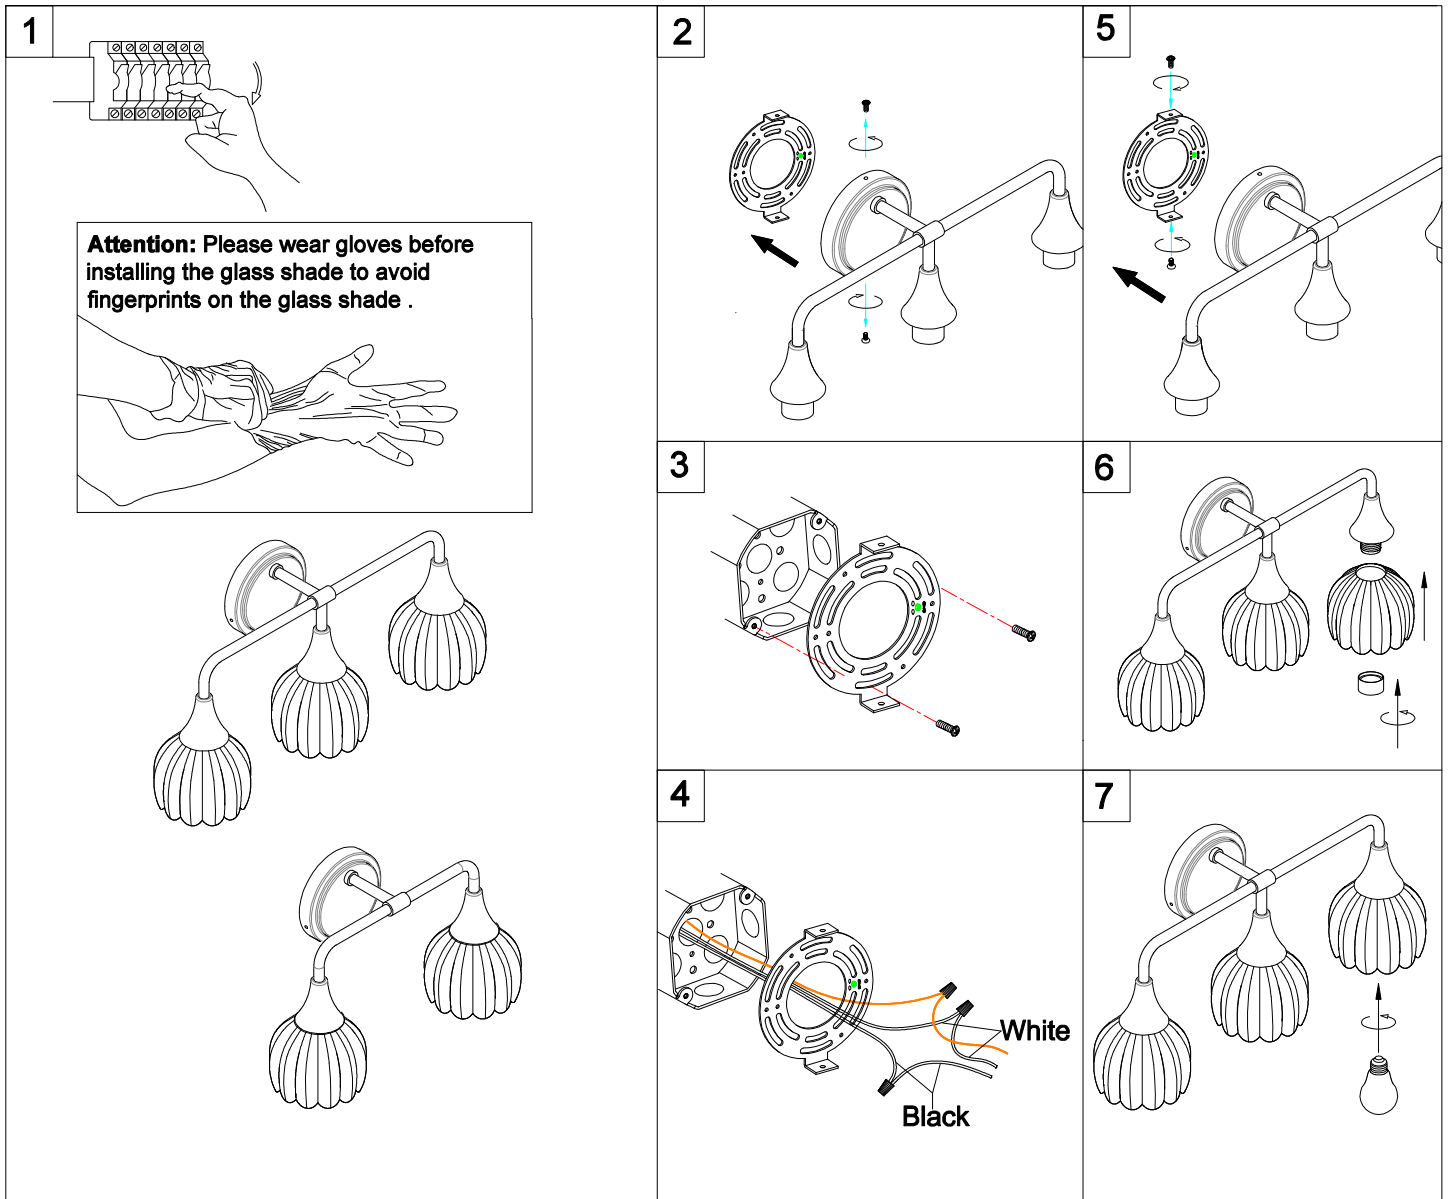 1
Attention: Please wear gloves before
installing the glass shade to avoid
fingerprints on the glass shade .
2
3
4
White
Black
5
6
7